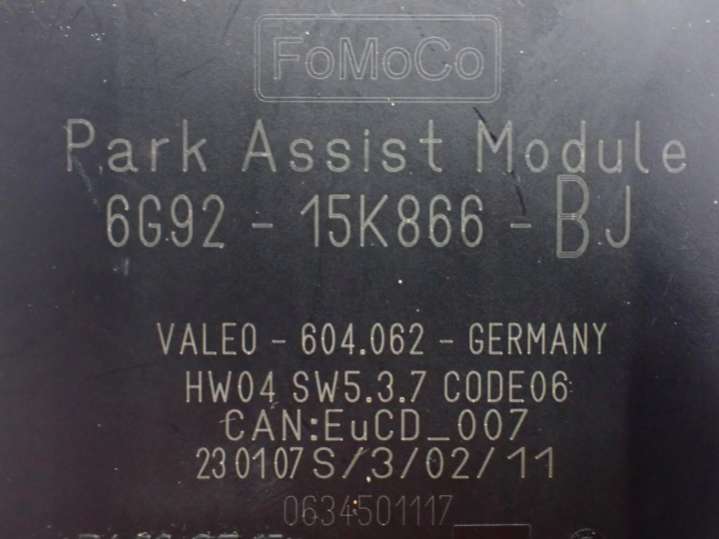 FoMoCo
Park Assist Module
6G92 - 15K866 - BJ
VALEO - 604.062 - GERMANY
HW04 SW5.3.7 CODE06
CAN:EuCD_007
230107S/3/02/11
0634501117